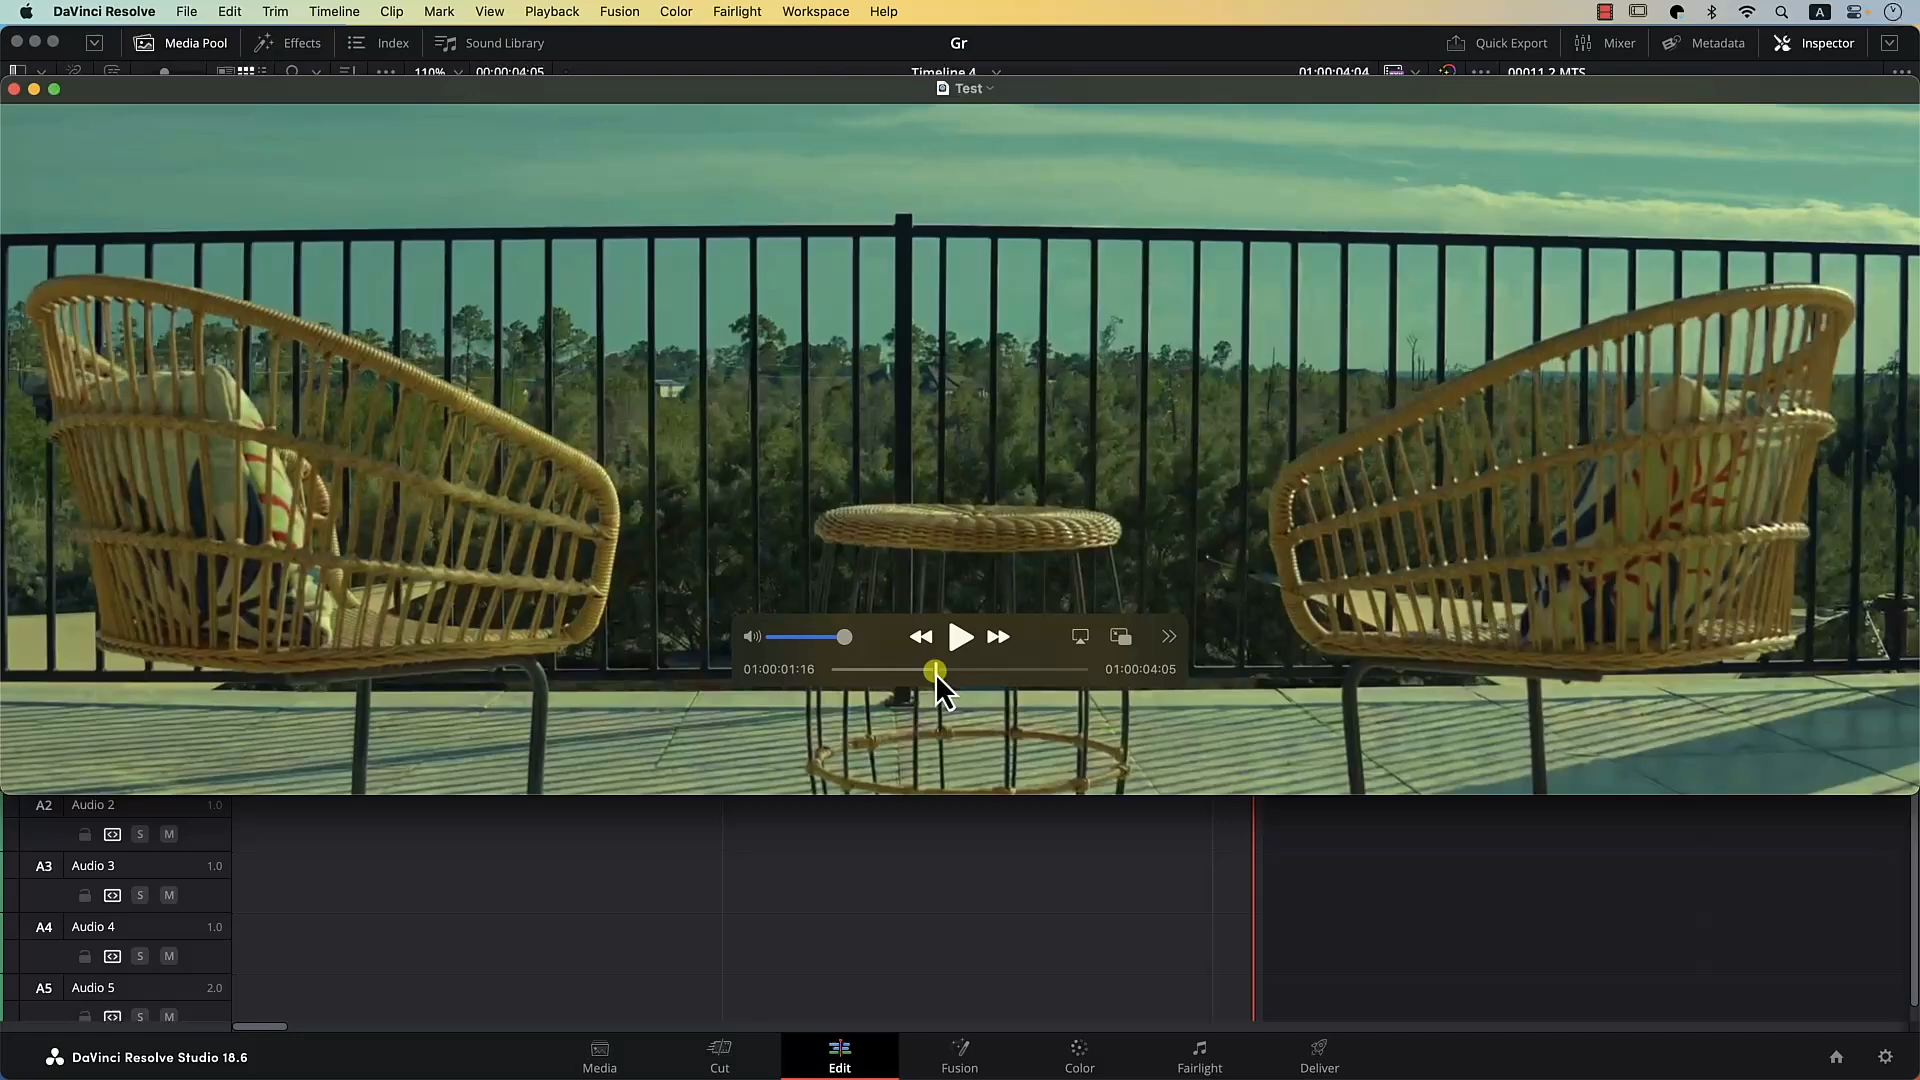 DaVinci Resolve File Edit Trim Timeline Clip Mark View Playback Fusion Color Fairlight Workspace Help A
Media Pool Effects Index Sound Library Gr Quick Export Mixer Metadata Inspector
110% 00:00:04:05 Timeline 4 01:00:04:04 00011 2 MTS
Test
01:00:01:16 01:00:04:05
A2 Audio 2 1.0
S M
A3 Audio 3 1.0
S M
A4 Audio 4 1.0
S M
A5 Audio 5 2.0
S M
DaVinci Resolve Studio 18.6 Media Cut Edit Fusion Color Fairlight Deliver